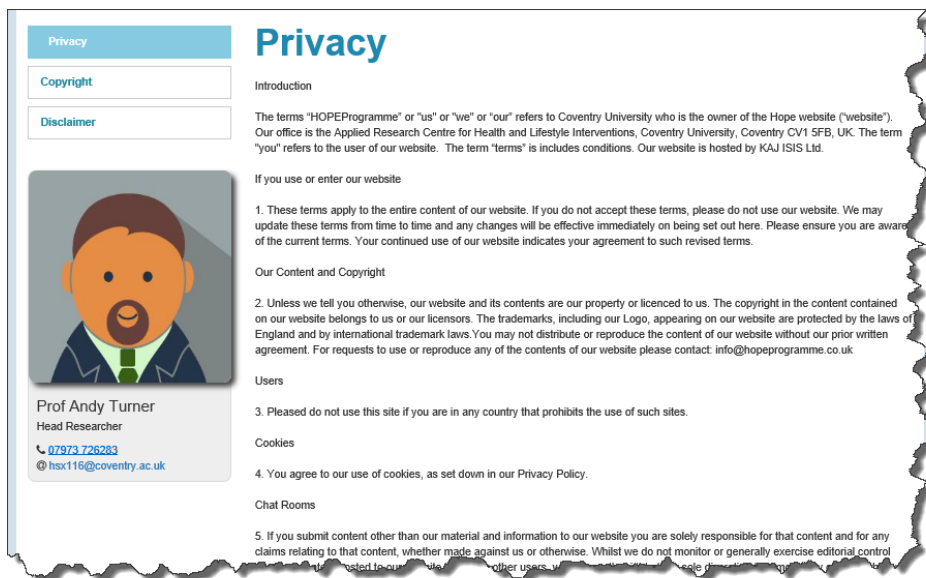 Privacy
Copyright
Disclaimer
Prof Andy Turner
Head Researcher
07973 726283
@ hsx116@coventry.ac.uk
Privacy
Introduction
The terms “HOPEProgramme” or "us" or "we" or “our” refers to Coventry University who is the owner of the Hope website (“website”).
Our office is the Applied Research Centre for Health and Lifestyle Interventions, Coventry University, Coventry CV1 5FB, UK. The term
"you" refers to the user of our website. The term “terms” is includes conditions. Our website is hosted by KAJ ISIS Ltd.
If you use or enter our website
1. These terms apply to the entire content of our website. If you do not accept these terms, please do not use our website. We may
update these terms from time to time and any changes will be effective immediately on being set out here. Please ensure you are aware
of the current terms. Your continued use of our website indicates your agreement to such revised terms.
Our Content and Copyright
2. Unless we tell you otherwise, our website and its contents are our property or licenced to us. The copyright in the content contained
on our website belongs to us or our licensors. The trademarks, including our Logo, appearing on our website are protected by the laws of
England and by international trademark laws.You may not distribute or reproduce the content of our website without our prior written
agreement. For requests to use or reproduce any of the contents of our website please contact: info@hopeprogramme.co.uk
Users
3. Pleased do not use this site if you are in any country that prohibits the use of such sites.
Cookies
4. You agree to our use of cookies, as set down in our Privacy Policy.
Chat Rooms
5. If you submit content other than our material and information to our website you are solely responsible for that content and for any
claims relating to that content, whether made against us or otherwise. Whilst we do not monitor or generally exercise editorial control
other users,